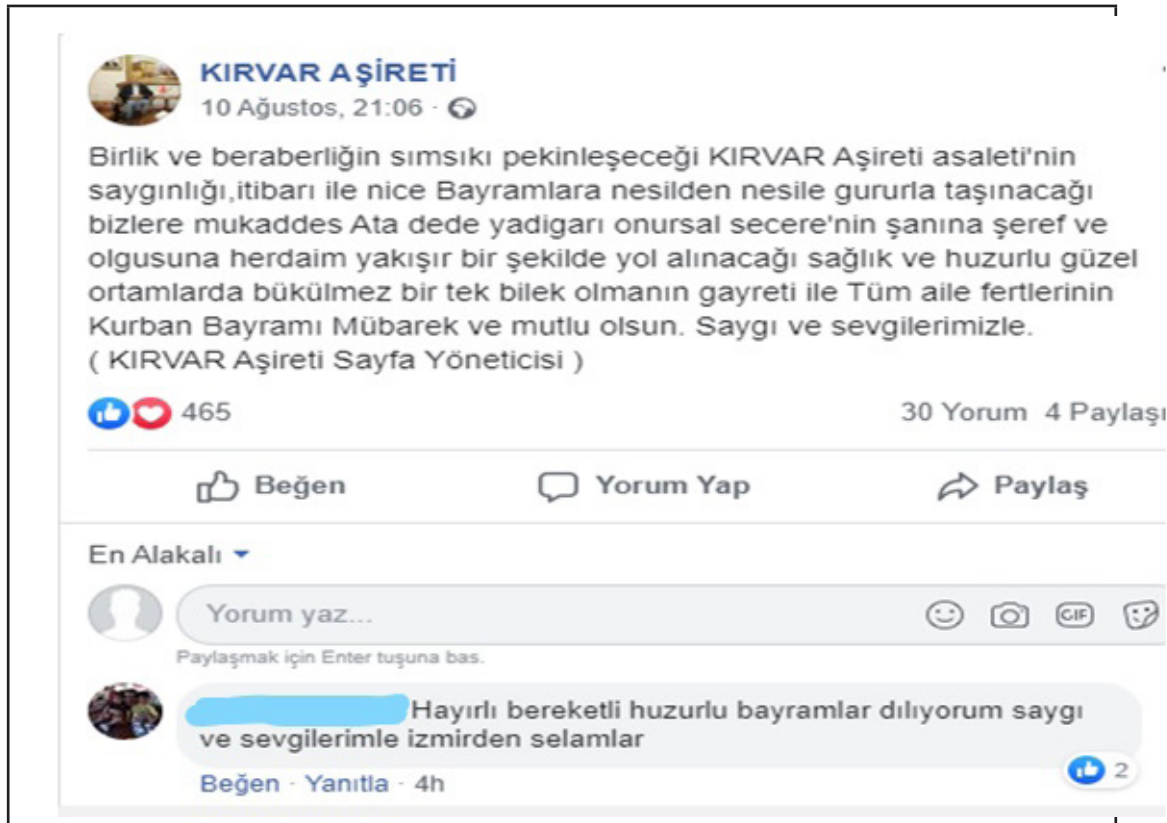 KIRVAR AŞİRETİ
10 Ağustos, 21:06 ·
Birlik ve beraberliğin sımsıkı pekinleşeceği KIRVAR Aşireti asaleti'nin
saygınlığı,itibarı ile nice Bayramlara nesilden nesile gururla taşınacağı
bizlere mukaddes Ata dede yadigarı onursal secere'nin şanına şeref ve
olgusuna herdaim yakışır bir şekilde yol alınacağı sağlık ve huzurlu güzel
ortamlarda bükülmez bir tek bilek olmanın gayreti ile Tüm aile fertlerinin
Kurban Bayramı Mübarek ve mutlu olsun. Saygı ve sevgilerimizle.
( KIRVAR Aşireti Sayfa Yöneticisi )
465 30 Yorum 4 Paylaşı
Beğen Yorum Yap Paylaş
En Alakalı
Yorum yaz... GIF
Paylaşmak için Enter tuşuna bas.
Hayırlı bereketli huzurlu bayramlar dılıyorum saygı
ve sevgilerimle izmirden selamlar
2
Beğen · Yanıtla · 4h